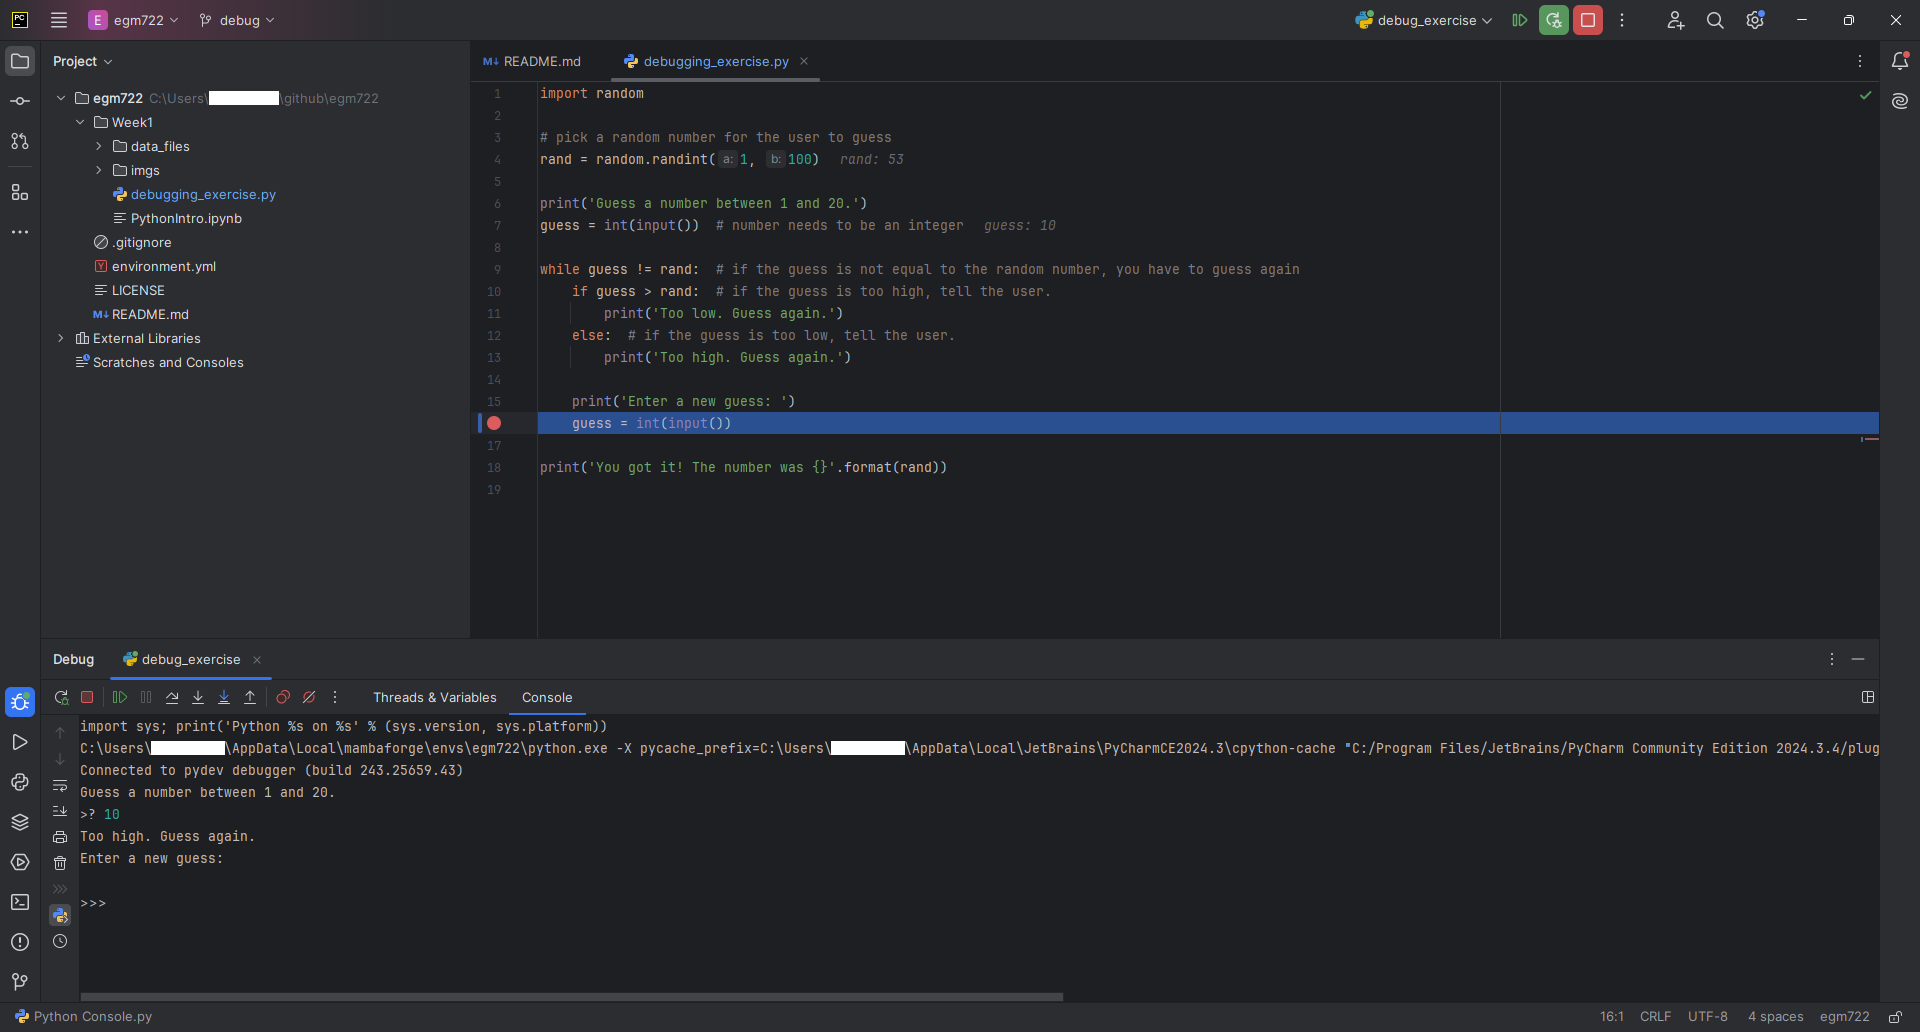 PC
E egm722
debug
debug_exercise
Project
README.md
debugging_exercise.py
egm722 C:\Users\ \github\egm722
Week1
data_files
imgs
debugging_exercise.py
PythonIntro.ipynb
.gitignore
environment.yml
LICENSE
README.md
External Libraries
Scratches and Consoles
1 import random
2
3 # pick a random number for the user to guess
4 rand = random.randint(a: 1, b: 100) rand: 53
5
6 print('Guess a number between 1 and 20.')
7 guess = int(input()) # number needs to be an integer guess: 10
8
9 while guess != rand: # if the guess is not equal to the random number, you have to guess again
10 if guess > rand: # if the guess is too high, tell the user.
11 print('Too low. Guess again.')
12 else: # if the guess is too low, tell the user.
13 print('Too high. Guess again.')
14
15 print('Enter a new guess: ')
guess = int(input())
17
18 print('You got it! The number was {}'.format(rand))
19
Debug
debug_exercise
Threads & Variables
Console
import sys; print('Python %s on %s' % (sys.version, sys.platform))
C:\Users\ \AppData\Local\mambaforge\envs\egm722\python.exe -X pycache_prefix=C:\Users\ \AppData\Local\JetBrains\PyCharmCE2024.3\cpython-cache "C:/Program Files/JetBrains/PyCharm Community Edition 2024.3.4/plug
Connected to pydev debugger (build 243.25659.43)
Guess a number between 1 and 20.
>? 10
Too high. Guess again.
Enter a new guess:
>>>
Python Console.py
16:1 CRLF UTF-8 4 spaces egm722